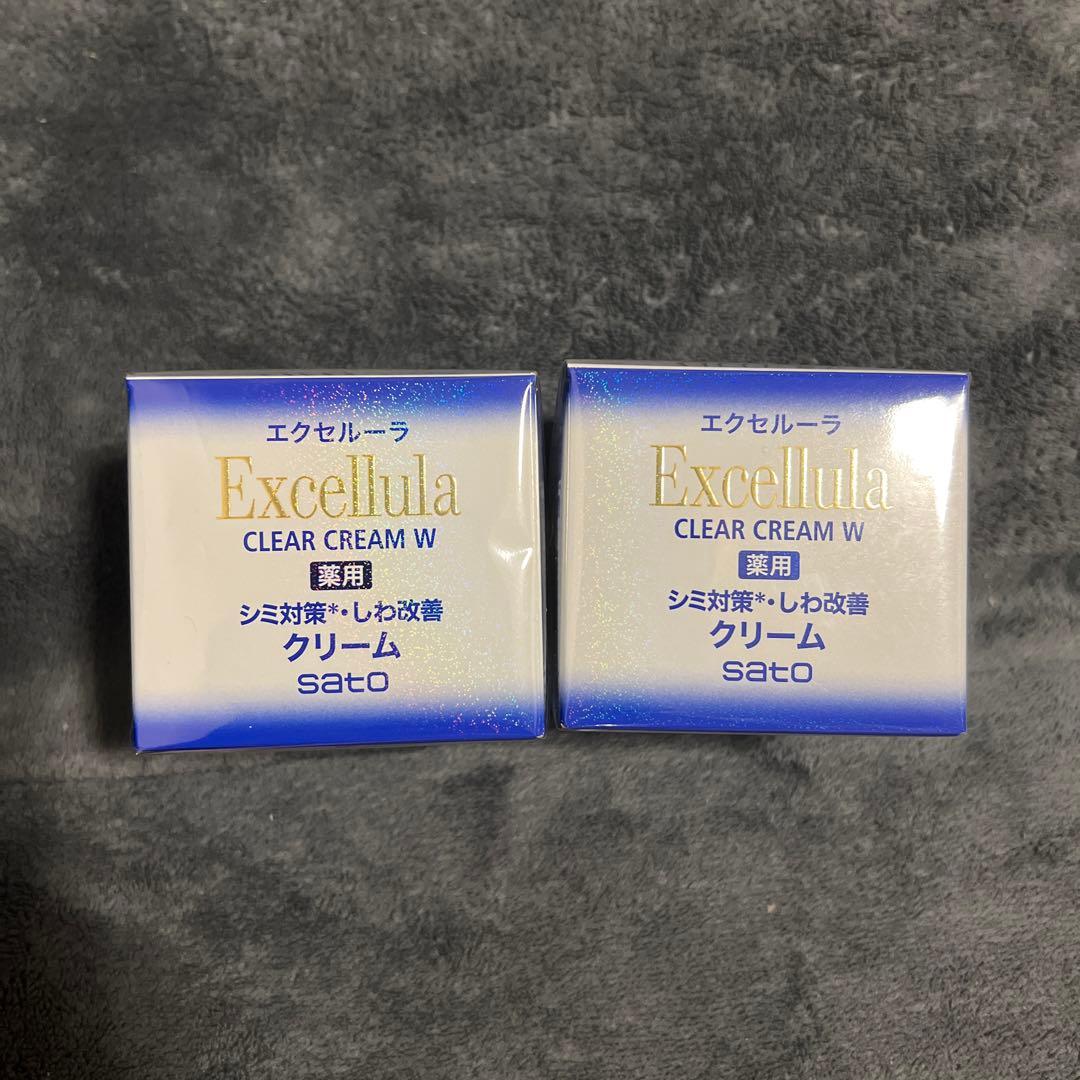 エクセルーラ
Excellula
CLEAR CREAM W
薬用
シミ対策*・しわ改善
クリーム
sato
エクセルーラ
Excellula
CLEAR CREAM W
薬用
シミ対策*・しわ改善
クリーム
sato